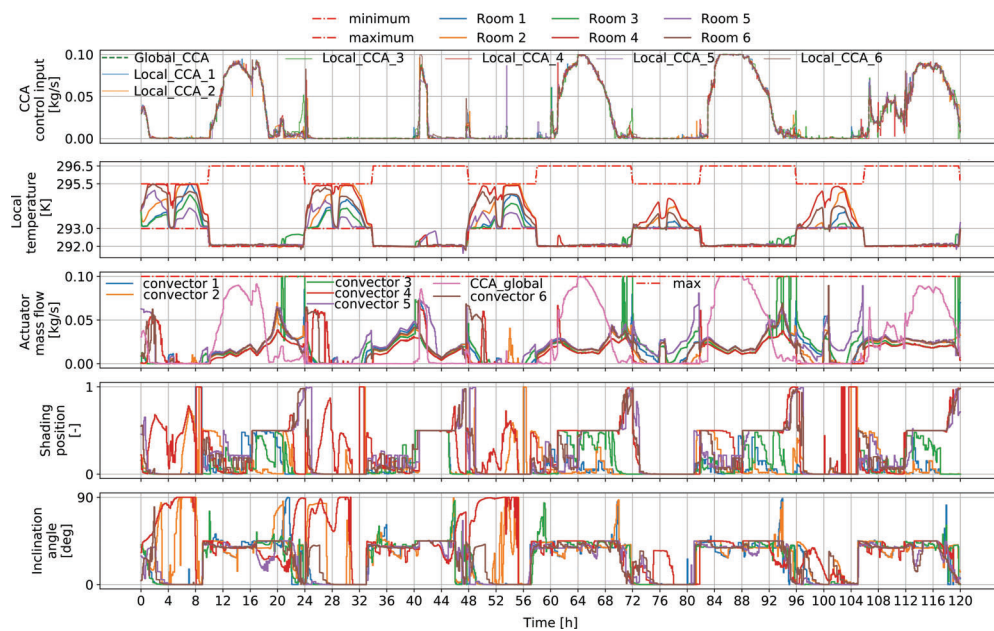 minimum Room 1 Room 3 Room 5
maximum Room 2 Room 4 Room 6
CCA
control input
[kg/s]
0.10
0.05
0.00
Global_CCA Local_CCA_3 Local_CCA_4 Local_CCA_5 Local_CCA_6
Local_CCA_1
Local_CCA_2
Local
temperature
[K]
296.5
295.5
293.0
292.0
Actuator
mass flow
[kg/s]
0.10
0.05
0.00
convector 1 convector 3 CCA_global max
convector 2 convector 4 convector 6
convector 5
Shading
position
[-]
1
0
Inclination
angle
[deg]
90
0
0 4 8 12 16 20 24 28 32 36 40 44 48 52 56 60 64 68 72 76 80 84 88 92 96 100 104 108 112 116 120
Time [h]